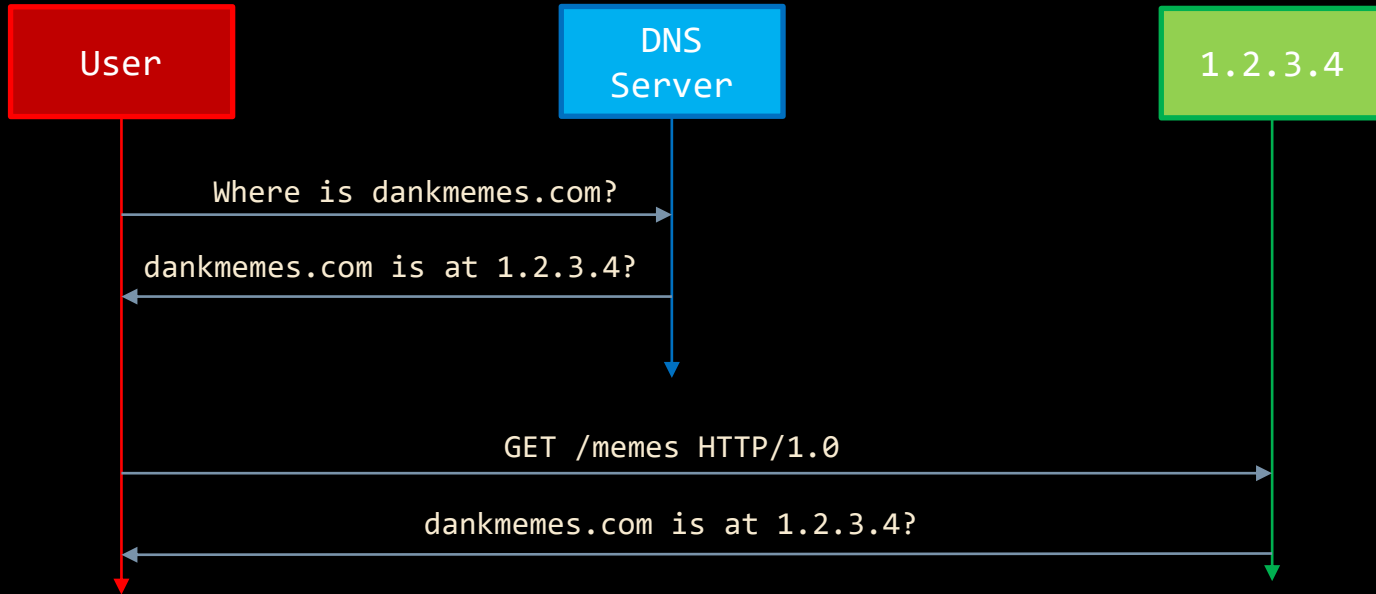 User
DNS
Server
1.2.3.4
Where is dankmemes.com?
dankmemes.com is at 1.2.3.4?
GET /memes HTTP/1.0
dankmemes.com is at 1.2.3.4?